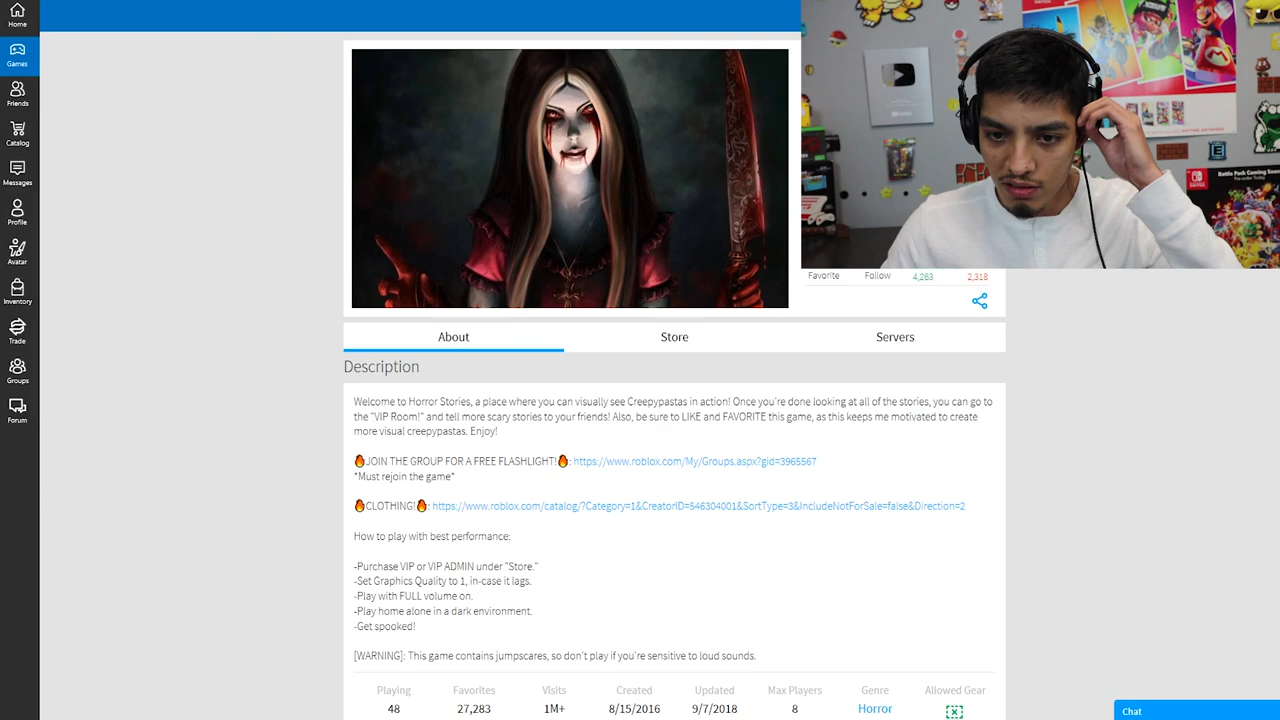 Home
Games
Friends
Catalog
Messages
Profile
Avatar
Inventory
Trade
Groups
Forum
Battle Pack Coming Soon
Favorite Follow 4,263 2,318
About Store Servers
Description
Welcome to Horror Stories, a place where you can visually see Creepypastas in action! Once you're done looking at all of the stories, you can go to
the "VIP Room!" and tell more scary stories to your friends! Also, be sure to LIKE and FAVORITE this game, as this keeps me motivated to create
more visual creepypastas. Enjoy!
🔥JOIN THE GROUP FOR A FREE FLASHLIGHT!🔥: https://www.roblox.com/My/Groups.aspx?gid=3965567
*Must rejoin the game*
🔥CLOTHING!🔥: https://www.roblox.com/catalog/?Category=1&CreatorID=546304001&SortType=3&IncludeNotForSale=false&Direction=2
How to play with best performance:
-Purchase VIP or VIP ADMIN under "Store."
-Set Graphics Quality to 1, in-case it lags.
-Play with FULL volume on.
-Play home alone in a dark environment.
-Get spooked!
[WARNING]: This game contains jumpscares, so don't play if you're sensitive to loud sounds.
Playing Favorites Visits Created Updated Max Players Genre Allowed Gear
48 27,283 1M+ 8/15/2016 9/7/2018 8 Horror
Chat